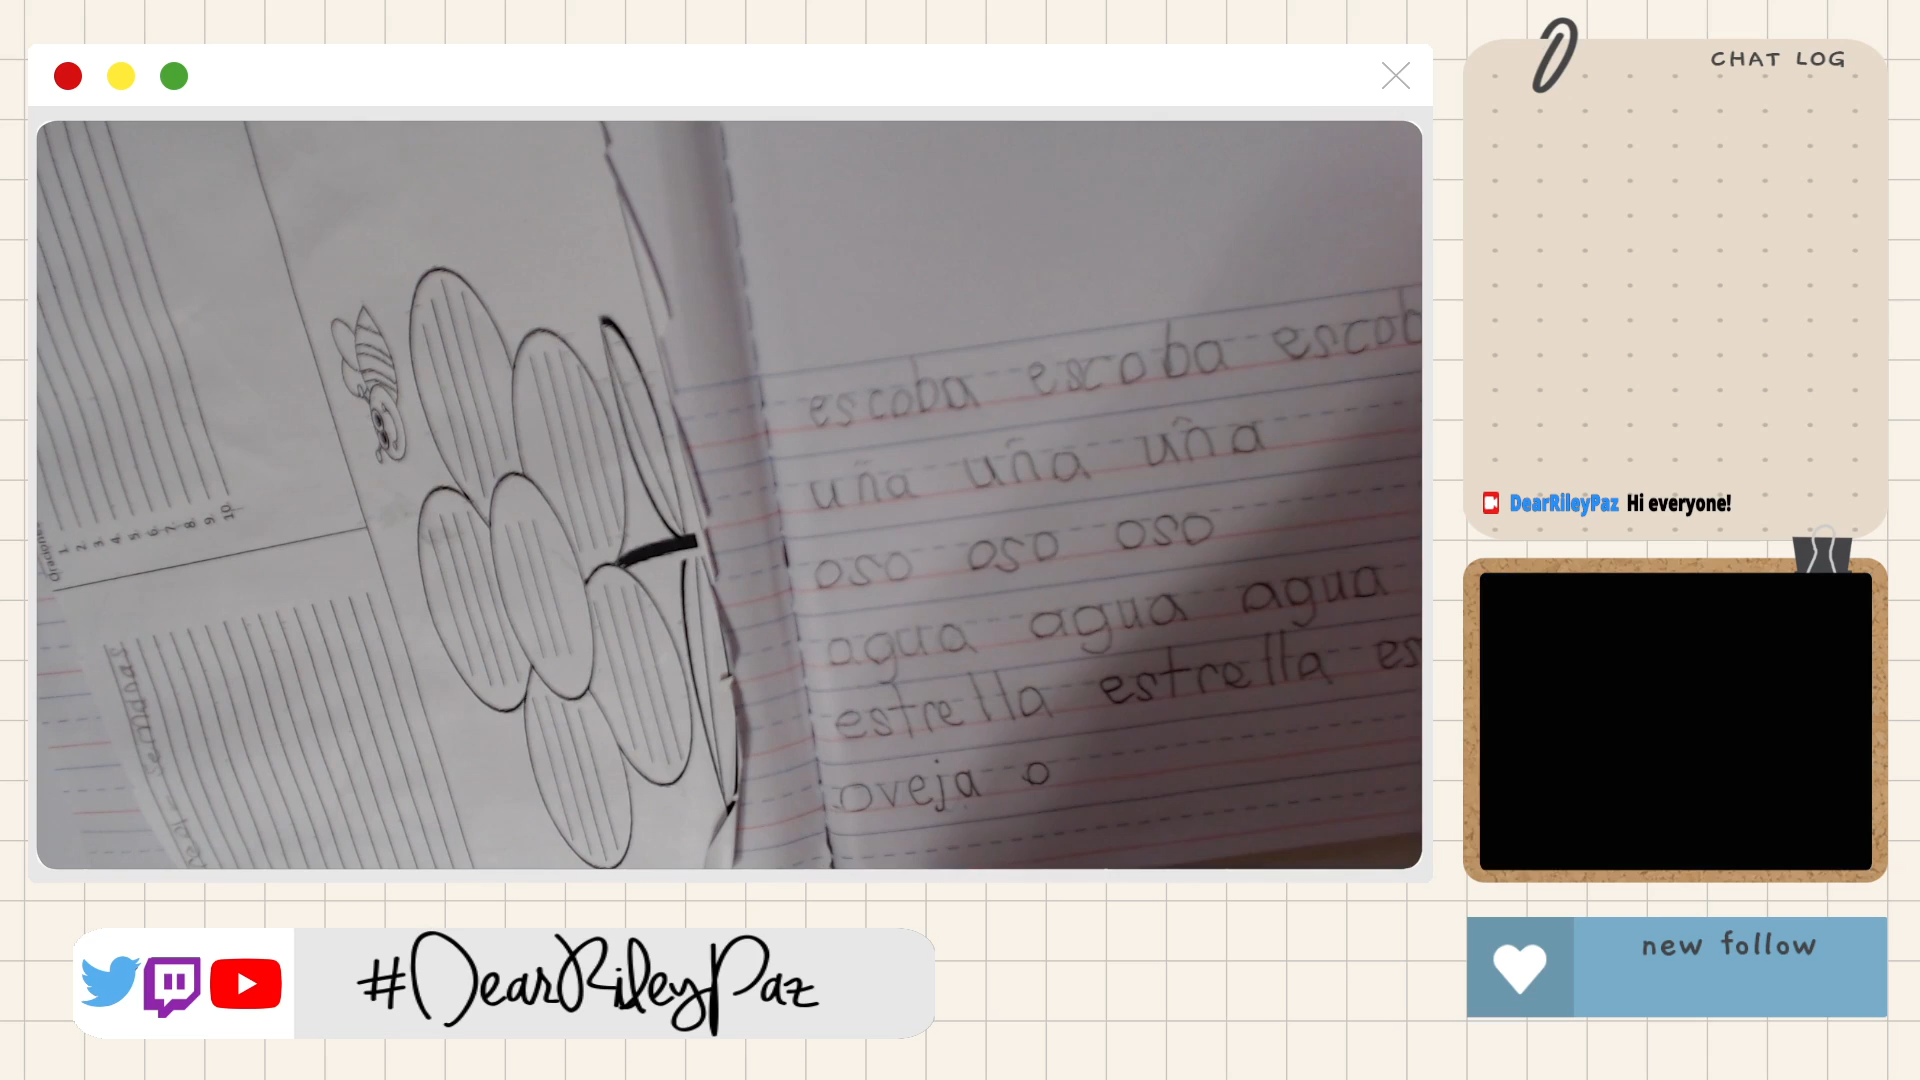 CHAT LOG
DearRileyPaz Hi everyone!
Oraciones
1.
2.
3.
4.
5.
6.
7.
8.
9.
10.
escoba escoba escob
uña uña uña
oso oso oso
agua agua agua
estrella estrella es
oveja o
#DearRileyPaz
new follow